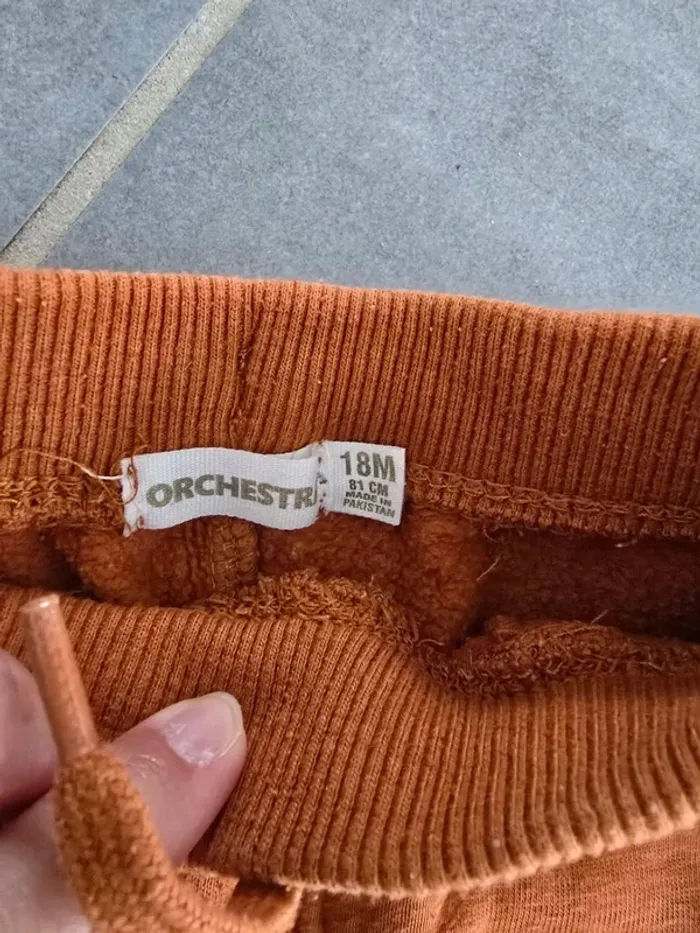 ORCHESTR
18M
81 CM
MADE IN
PAKISTAN